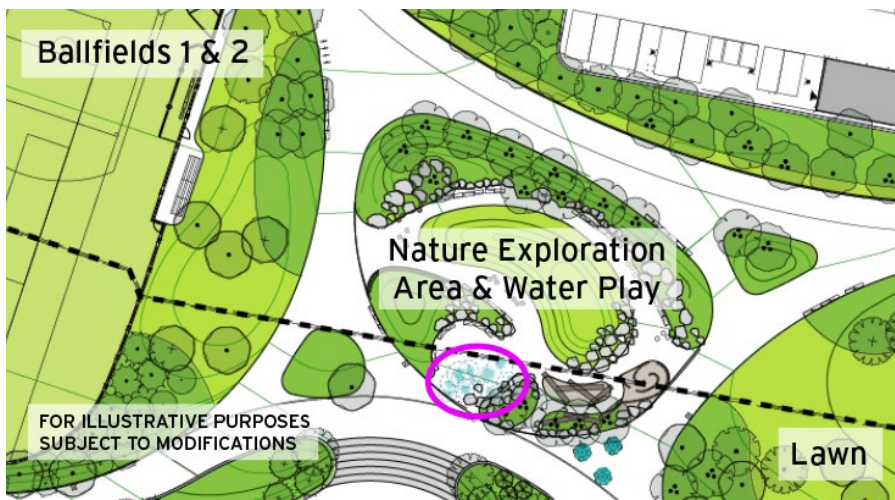 Ballfields 1 & 2
Nature Exploration
Area & Water Play
FOR ILLUSTRATIVE PURPOSES
SUBJECT TO MODIFICATIONS
Lawn